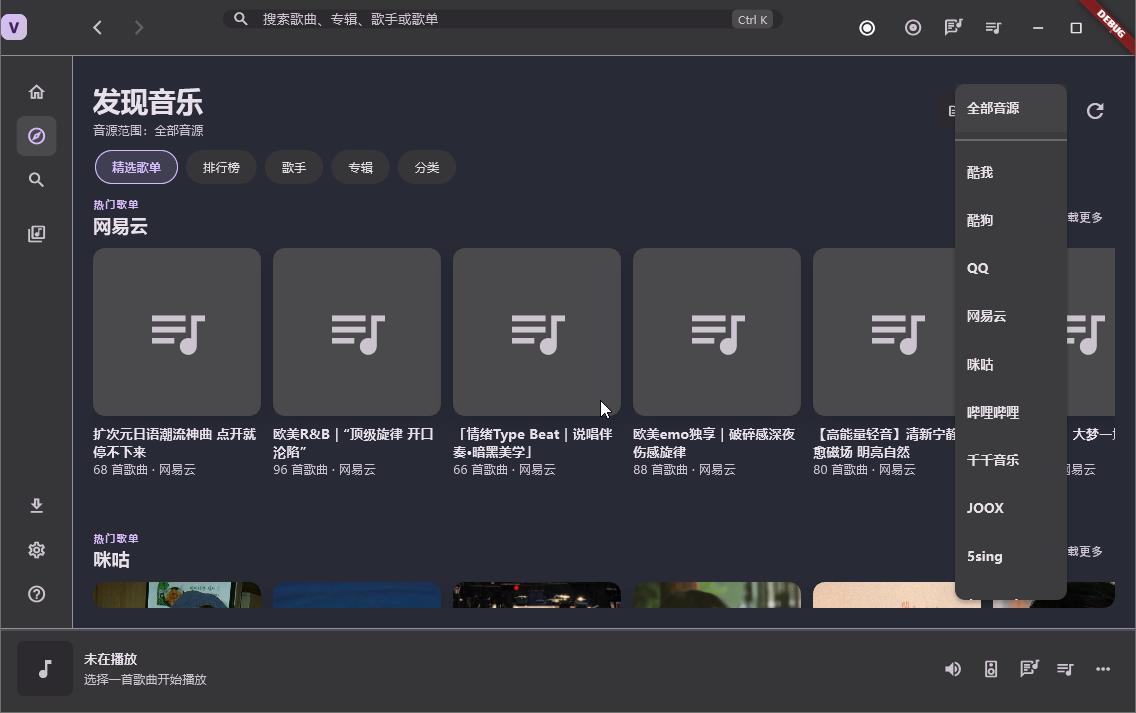 V
搜索歌曲、专辑、歌手或歌单
Ctrl K
DEBUG
发现音乐
音源范围：全部音源
精选歌单
排行榜
歌手
专辑
分类
热门歌单
网易云
载更多
扩次元日语潮流神曲 点开就
停不下来
68 首歌曲 · 网易云
欧美R&B｜“顶级旋律 开口
沦陷”
96 首歌曲 · 网易云
「情绪Type Beat｜说唱伴
奏•暗黑美学」
66 首歌曲 · 网易云
欧美emo独享｜破碎感深夜
伤感旋律
88 首歌曲 · 网易云
【高能量轻音】清新宁静
愈磁场 明亮自然
80 首歌曲 · 网易云
大梦一
易云
热门歌单
咪咕
载更多
全部音源
酷我
酷狗
QQ
网易云
咪咕
哔哩哔哩
千千音乐
JOOX
5sing
未在播放
选择一首歌曲开始播放